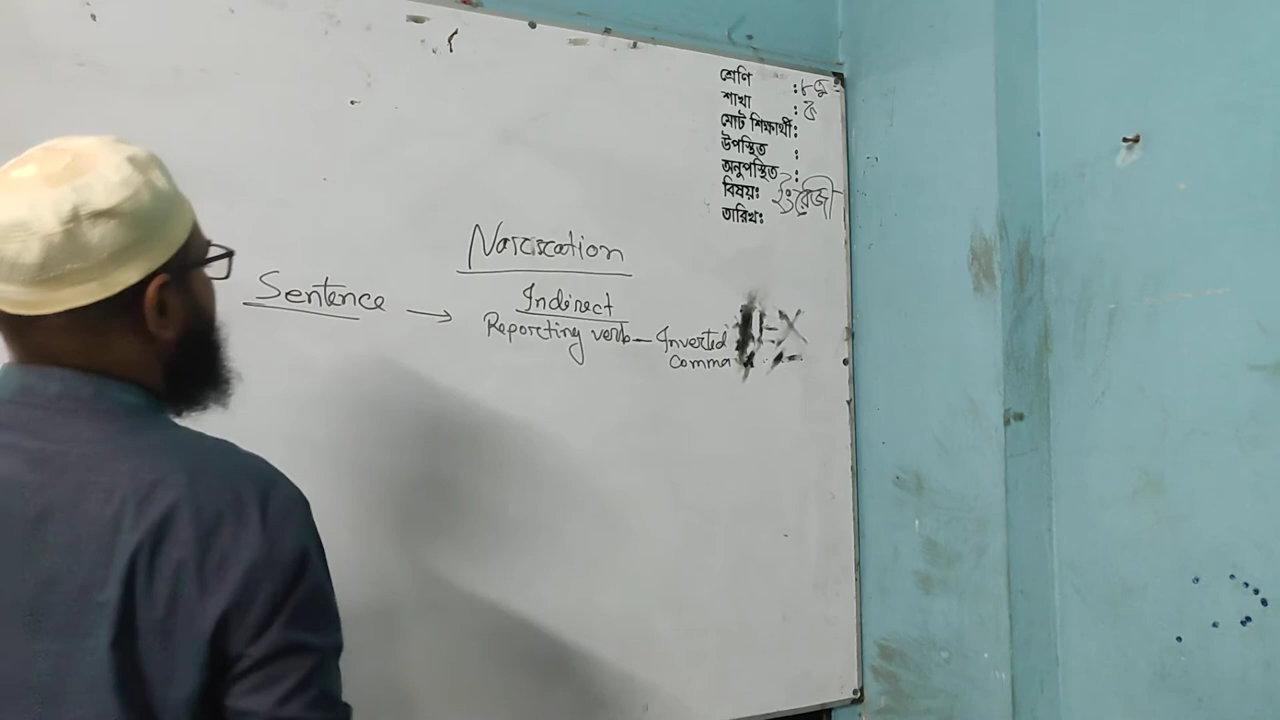 শ্রেণি :
শাখা : ক
মোট শিক্ষার্থী:
উপস্থিত :
অনুপস্থিত :
বিষয়: ইংরেজী
তারিখ:
Narration
Sentence →
Indirect
Reporting verb — Inverted
Comma